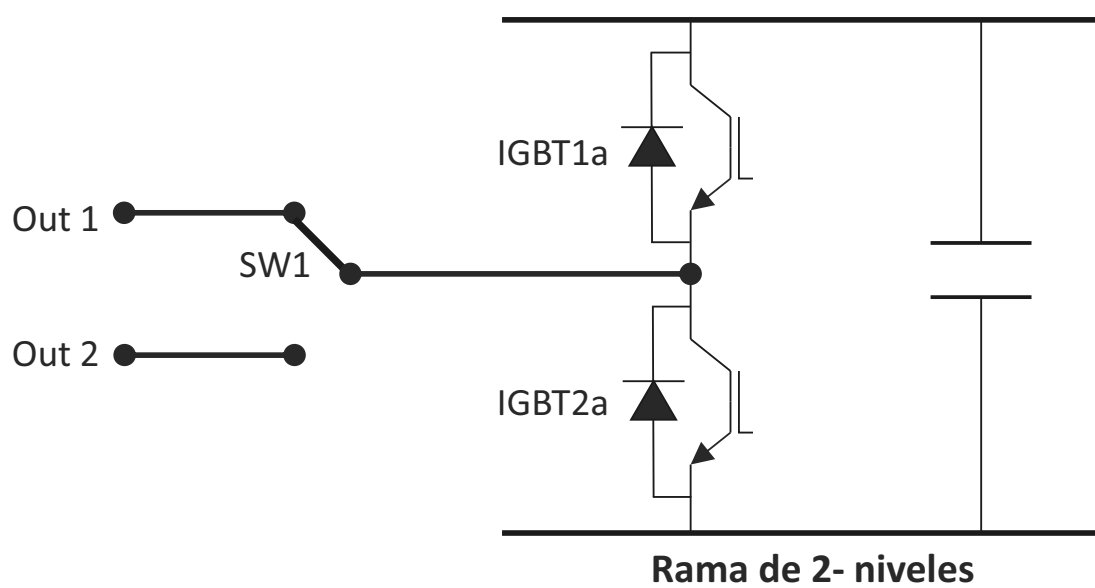 IGBT1a
Out 1
SW1
Out 2
IGBT2a
Rama de 2- niveles